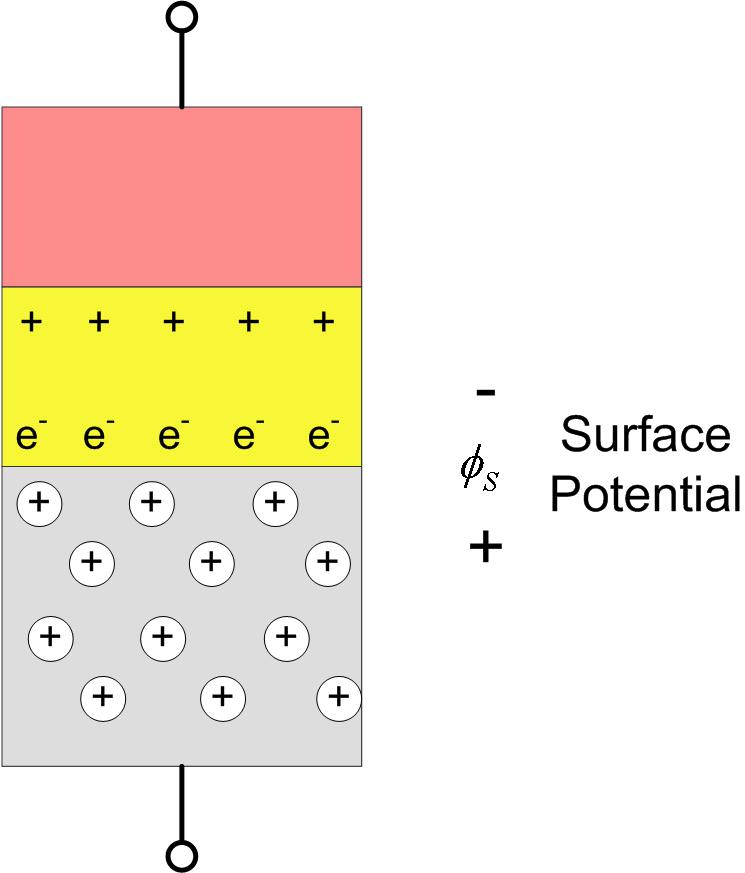 + + + + +
e- e- e- e- e-
+ + +
+ + +
+ + +
+ + +
-
ϕS
+
Surface
Potential